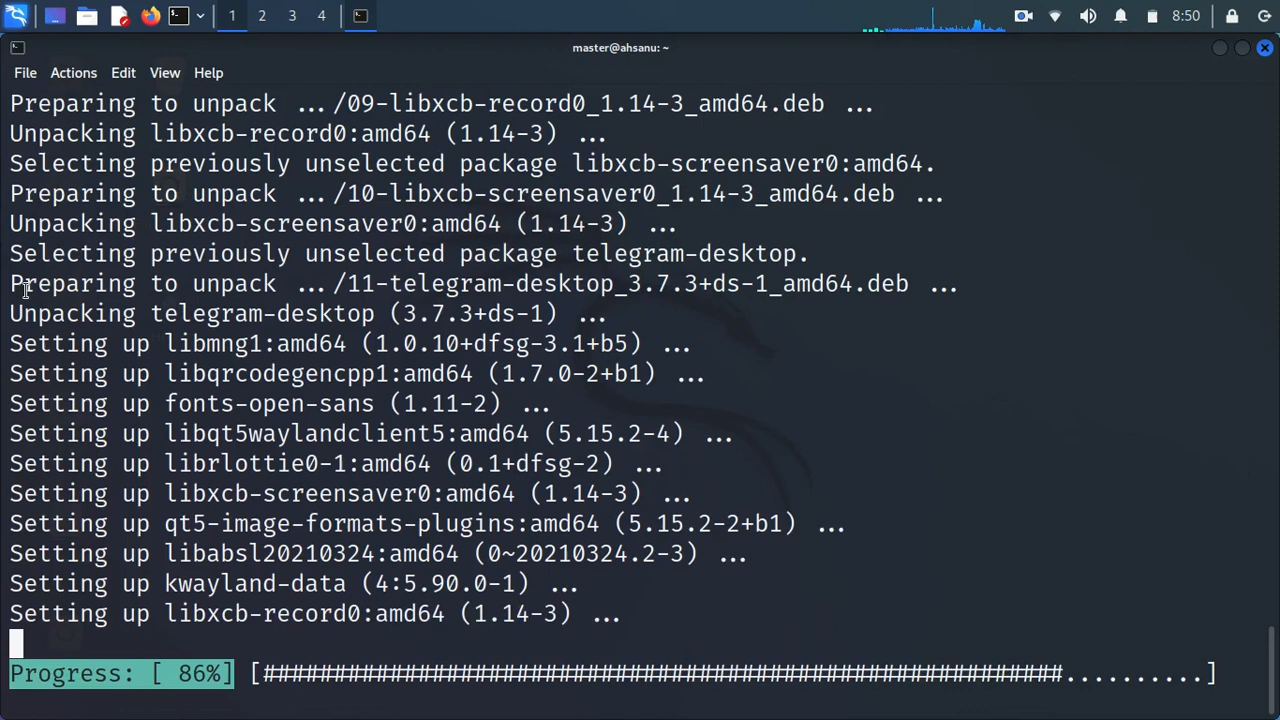 1 2 3 4 8:50
master@ahsanu: ~
File Actions Edit View Help
Preparing to unpack .../09-libxcb-record0_1.14-3_amd64.deb ...
Unpacking libxcb-record0:amd64 (1.14-3) ...
Selecting previously unselected package libxcb-screensaver0:amd64.
Preparing to unpack .../10-libxcb-screensaver0_1.14-3_amd64.deb ...
Unpacking libxcb-screensaver0:amd64 (1.14-3) ...
Selecting previously unselected package telegram-desktop.
Preparing to unpack .../11-telegram-desktop_3.7.3+ds-1_amd64.deb ...
Unpacking telegram-desktop (3.7.3+ds-1) ...
Setting up libmng1:amd64 (1.0.10+dfsg-3.1+b5) ...
Setting up libqrcodegencpp1:amd64 (1.7.0-2+b1) ...
Setting up fonts-open-sans (1.11-2) ...
Setting up libqt5waylandclient5:amd64 (5.15.2-4) ...
Setting up librlottie0-1:amd64 (0.1+dfsg-2) ...
Setting up libxcb-screensaver0:amd64 (1.14-3) ...
Setting up qt5-image-formats-plugins:amd64 (5.15.2-2+b1) ...
Setting up libabsl20210324:amd64 (0~20210324.2-3) ...
Setting up kwayland-data (4:5.90.0-1) ...
Setting up libxcb-record0:amd64 (1.14-3) ...
Progress: [ 86%] [#########################################################..........]